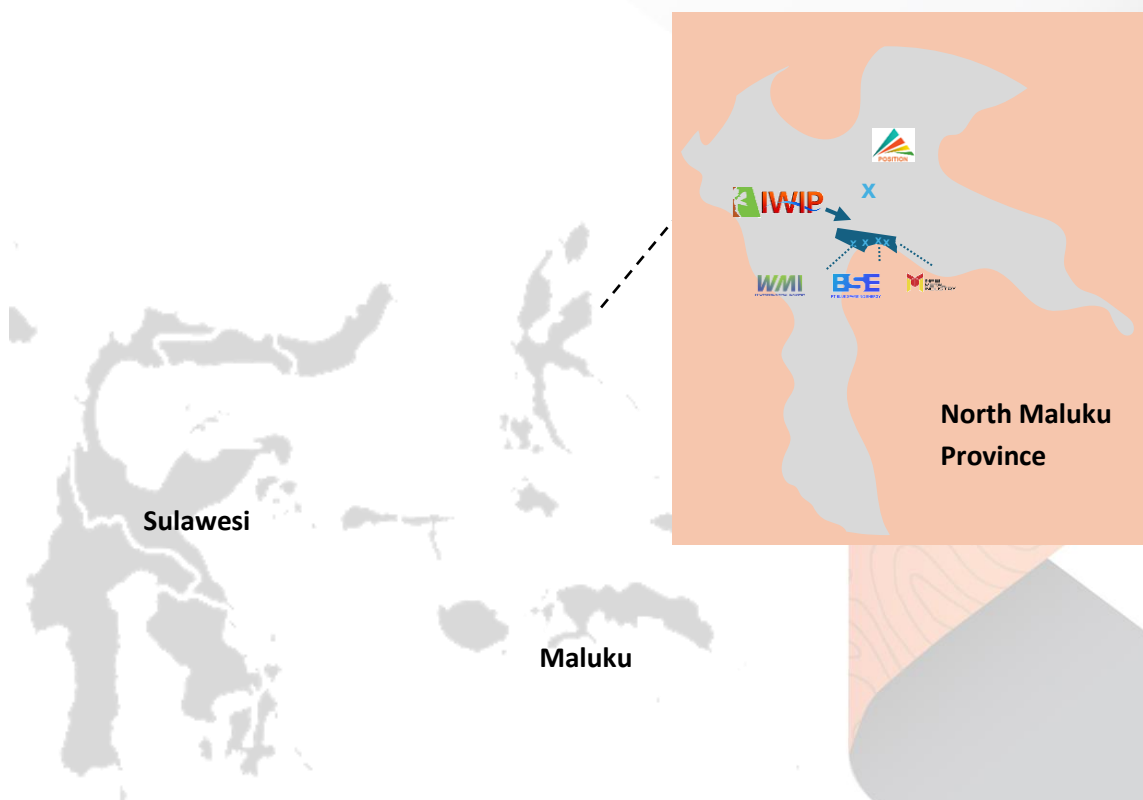 POSITION
X
IWIP
x x x x
WMI
BSE
North Maluku
Province
Sulawesi
Maluku